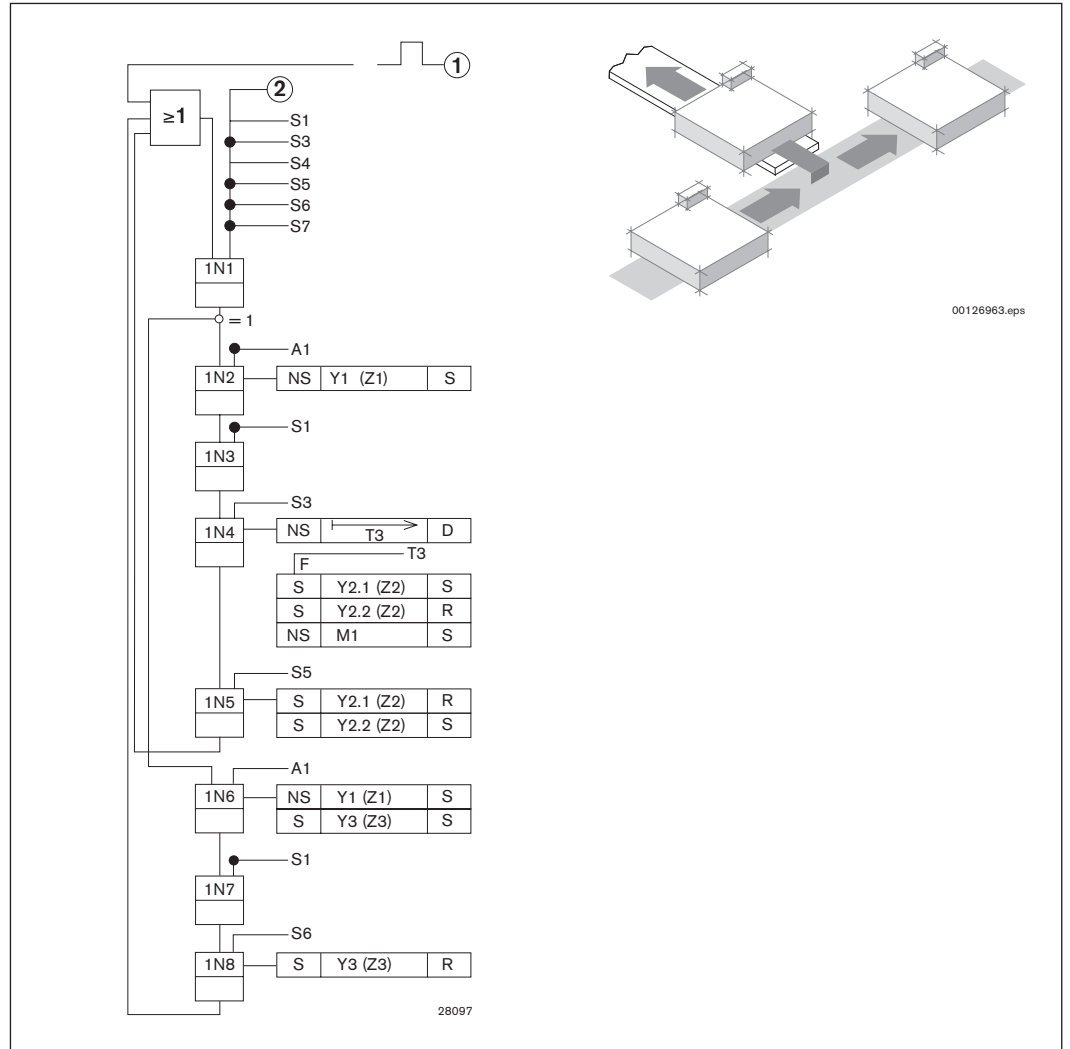 1
2
≥1
S1
S3
S4
S5
S6
S7
1N1
= 1
A1
1N2 NS Y1 (Z1) S
S1
1N3
S3
1N4 NS T3 D
T3
F
S Y2.1 (Z2) S
S Y2.2 (Z2) R
NS M1 S
S5
1N5 S Y2.1 (Z2) R
S Y2.2 (Z2) S
A1
1N6 NS Y1 (Z1) S
S Y3 (Z3) S
S1
1N7
S6
1N8 S Y3 (Z3) R
28097
00126963.eps